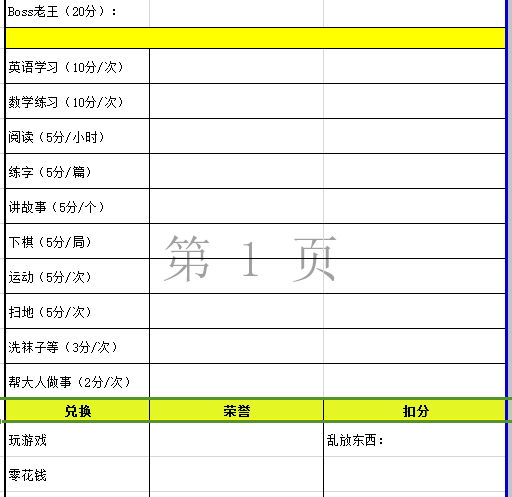 Boss老王（20分）：
英语学习（10分/次）
数学练习（10分/次）
阅读（5分/小时）
练字（5分/篇）
讲故事（5分/个）
下棋（5分/局）
第 1 页
运动（5分/次）
扫地（5分/次）
洗袜子等（3分/次）
帮大人做事（2分/次）
兑换 荣誉 扣分
玩游戏 乱放东西：
零花钱